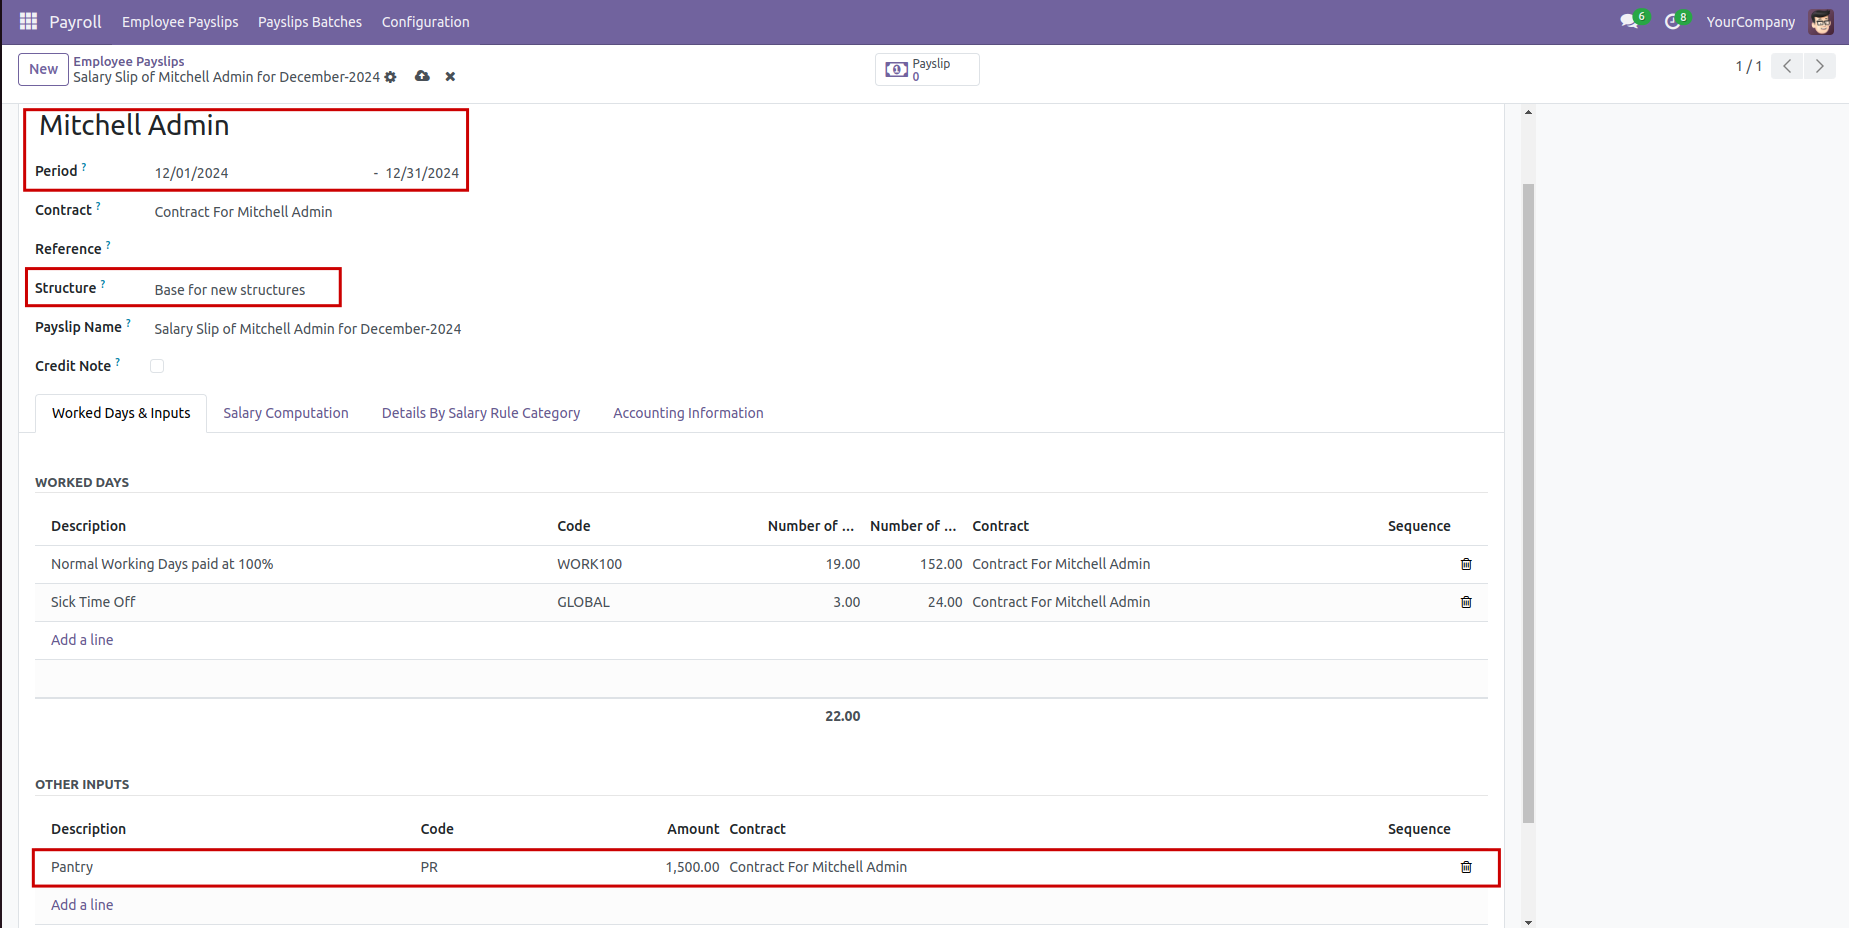 Payroll Employee Payslips Payslips Batches Configuration 6 8 YourCompany
New Employee Payslips
Salary Slip of Mitchell Admin for December-2024
Payslip
0
1 / 1
Mitchell Admin
Period ? 12/01/2024 - 12/31/2024
Contract ? Contract For Mitchell Admin
Reference ?
Structure ? Base for new structures
Payslip Name ? Salary Slip of Mitchell Admin for December-2024
Credit Note ?
Worked Days & Inputs Salary Computation Details By Salary Rule Category Accounting Information
WORKED DAYS
Description Code Number of ... Number of ... Contract Sequence
Normal Working Days paid at 100% WORK100 19.00 152.00 Contract For Mitchell Admin
Sick Time Off GLOBAL 3.00 24.00 Contract For Mitchell Admin
Add a line
22.00
OTHER INPUTS
Description Code Amount Contract Sequence
Pantry PR 1,500.00 Contract For Mitchell Admin
Add a line